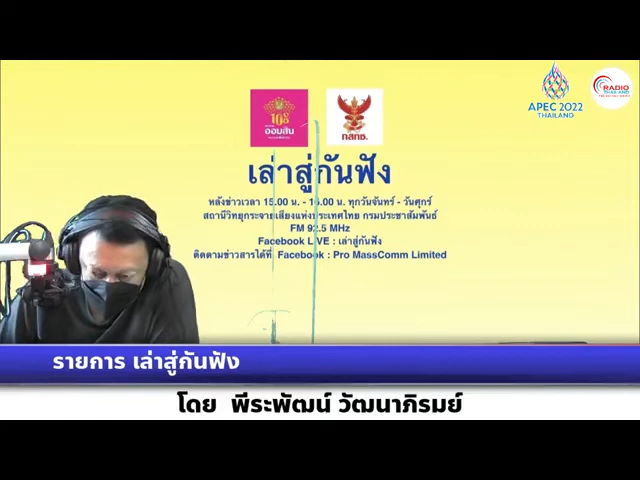 APEC 2022
THAILAND
RADIO
THAILAND
108
ออมสิน
กสทช.
เล่าสู่กันฟัง
หลังข่าวเวลา 15.00 น. - 16.00 น. ทุกวันจันทร์ - วันศุกร์
สถานีวิทยุกระจายเสียงแห่งประเทศไทย กรมประชาสัมพันธ์
FM 92.5 MHz
Facebook LIVE : เล่าสู่กันฟัง
ติดตามข่าวสารได้ที่ Facebook : Pro MassComm Limited
รายการ เล่าสู่กันฟัง
โดย พีระพัฒน์ วัฒนาภิรมย์